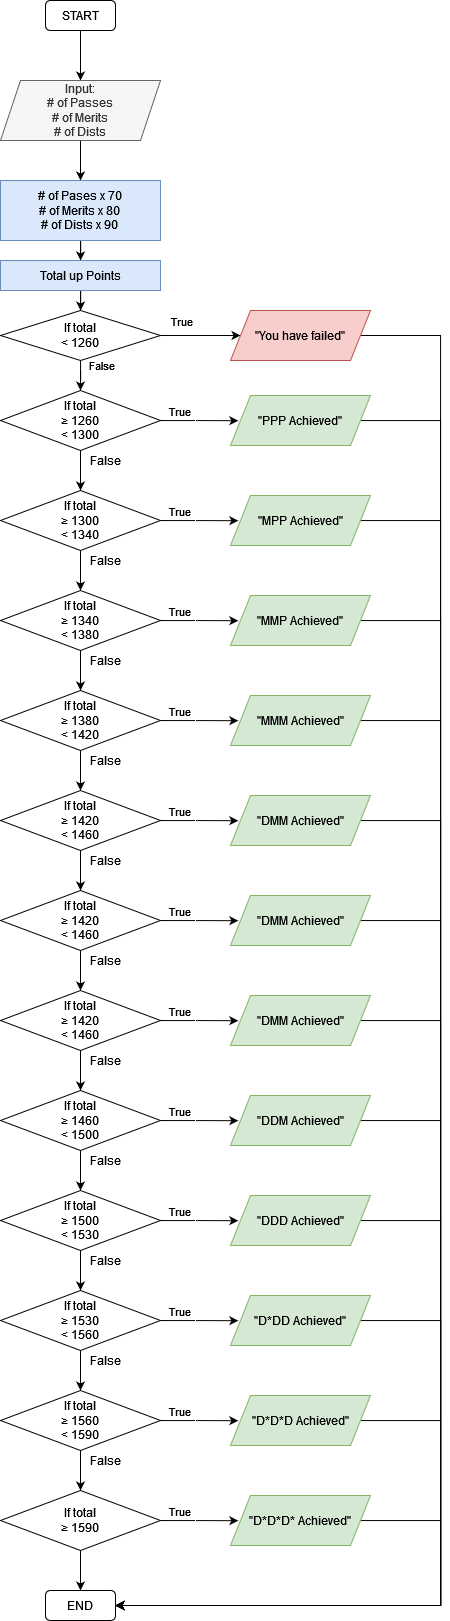 START
Input:
# of Passes
# of Merits
# of Dists
# of Pases x 70
# of Merits x 80
# of Dists x 90
Total up Points
If total
< 1260
True
"You have failed"
False
If total
≥ 1260
< 1300
True
"PPP Achieved"
False
If total
≥ 1300
< 1340
True
"MPP Achieved"
False
If total
≥ 1340
< 1380
True
"MMP Achieved"
False
If total
≥ 1380
< 1420
True
"MMM Achieved"
False
If total
≥ 1420
< 1460
True
"DMM Achieved"
False
If total
≥ 1420
< 1460
True
"DMM Achieved"
False
If total
≥ 1420
< 1460
True
"DMM Achieved"
False
If total
≥ 1460
< 1500
True
"DDM Achieved"
False
If total
≥ 1500
< 1530
True
"DDD Achieved"
False
If total
≥ 1530
< 1560
True
"D*DD Achieved"
False
If total
≥ 1560
< 1590
True
"D*D*D Achieved"
False
If total
≥ 1590
True
"D*D*D* Achieved"
END